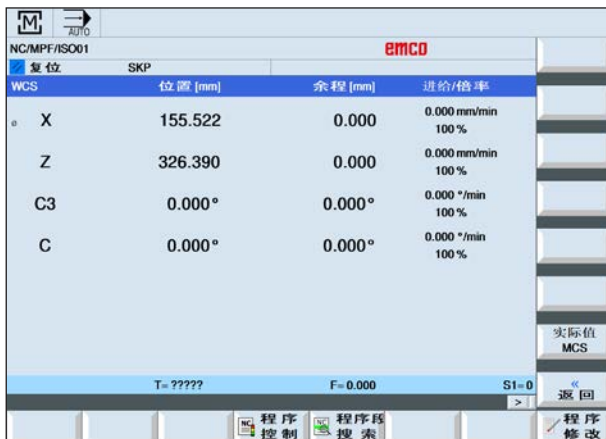 M AUTO
NC/MPF/ISO01 emco
复位 SKP
WCS 位置 [mm] 余程 [mm] 进给/倍率
ø X 155.522 0.000 0.000 mm/min
100 %
Z 326.390 0.000 0.000 mm/min
100 %
C3 0.000° 0.000° 0.000 °/min
100 %
C 0.000° 0.000° 0.000 °/min
100 %
实际值
MCS
T= ????? F= 0.000 S1= 0
«
返回
>
NC 程序
控制
NC 程序段
搜索
程序
修改